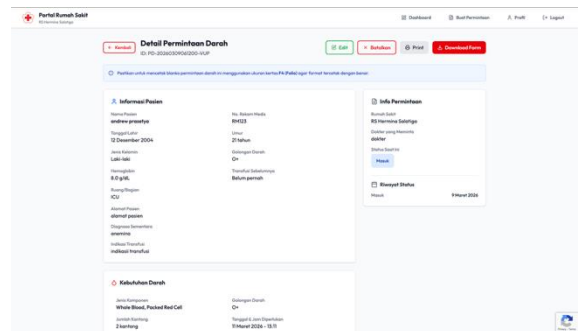 Portal Rumah Sakit
RS Hermina Salatiga
Dashboard
Buat Permintaan
Profil
Logout
Kembali
Detail Permintaan Darah
Edit
Batalkan
Print
Download Form
Pastikan untuk mencetak blanko permintaan darah ini menggunakan ukuran kertas F4 (Folio) agar format tercetak dengan benar.
Informasi Pasien
Nama Pasien
andrew prasetya
No. Rekam Medis
RM123
Tanggal Lahir
12 Desember 2004
Umur
21 tahun
Jenis Kelamin
Laki-laki
Golongan Darah
O+
Hemoglobin
8.0 g/dL
Transfusi Sebelumnya
Belum pernah
Ruang/Bagian
ICU
Alamat Pasien
alamat pasien
Diagnosa Sementara
anemina
Indikasi Transfusi
indikasi transfusi
Info Permintaan
Rumah Sakit
RS Hermina Salatiga
Dokter yang Meminta
dokter
Status Saat Ini
Masuk
Riwayat Status
Masuk
9 Maret 2026
Kebutuhan Darah
Jenis Komponen
Whole Blood, Packed Red Cell
Golongan Darah
O+
Jumlah Kantong
2 kantong
Tanggal & Jam Diperlukan
11 Maret 2026 - 13:11